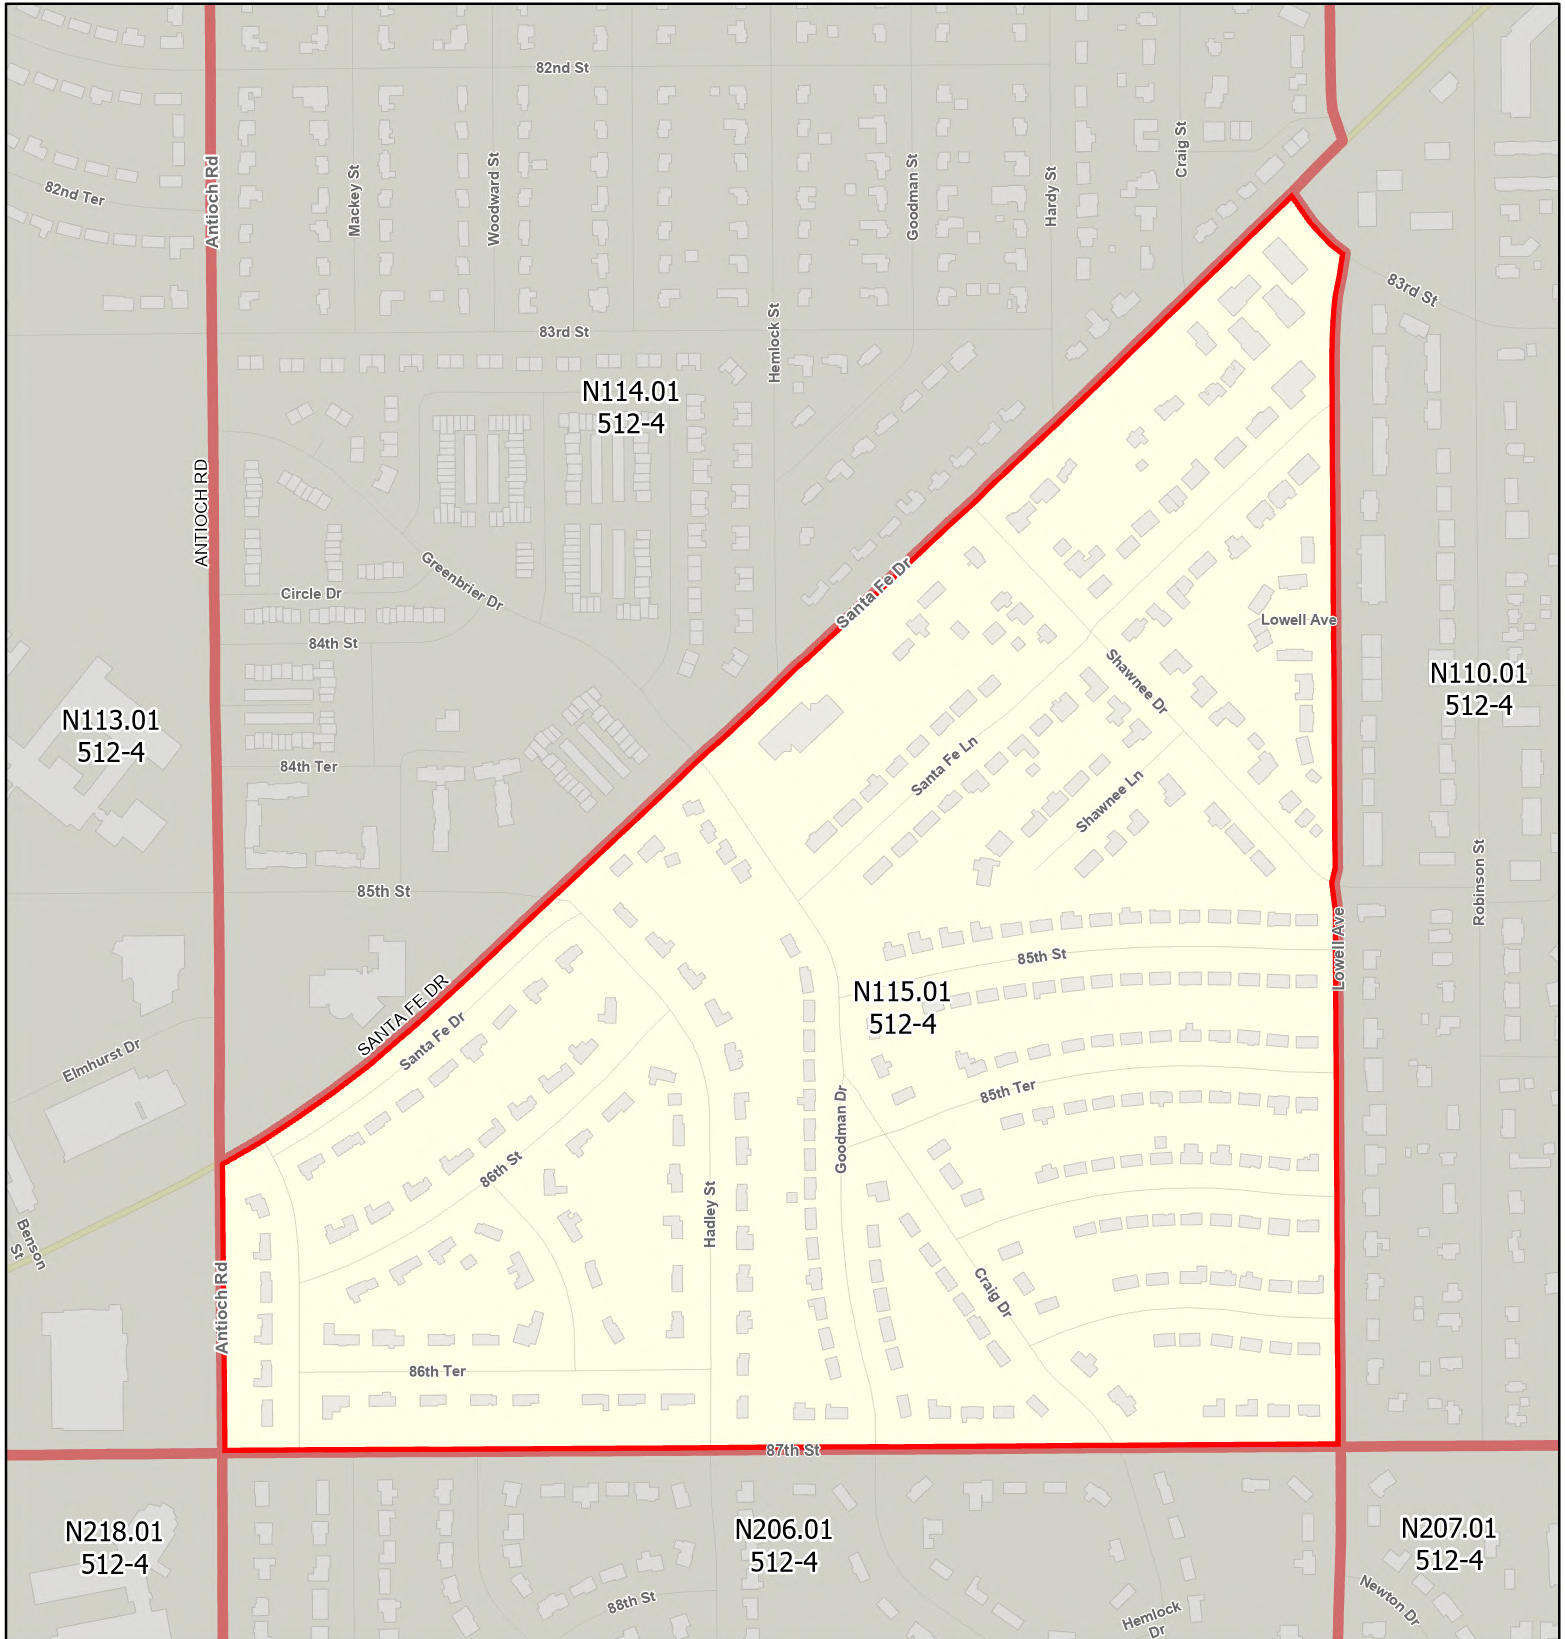 82nd St
82nd Ter
Antioch Rd
Mackey St
Woodward St
Goodman St
Hardy St
Craig St
83rd St
83rd St
Hemlock St
N114.01
512-4
ANTIOCH RD
Greenbrier Dr
Circle Dr
84th St
Santa Fe Dr
Lowell Ave
Shawnee Dr
N110.01
512-4
N113.01
512-4
84th Ter
Santa Fe Ln
Shawnee Ln
85th St
Robinson St
Lowell Ave
85th St
N115.01
512-4
SANTA FE DR
Santa Fe Dr
Elmhurst Dr
85th Ter
Goodman Dr
86th St
Hadley St
Benson
St
Antioch Rd
Craig Dr
86th Ter
87th St
N218.01
512-4
N206.01
512-4
N207.01
512-4
88th St
Hemlock
Dr
Newton Dr